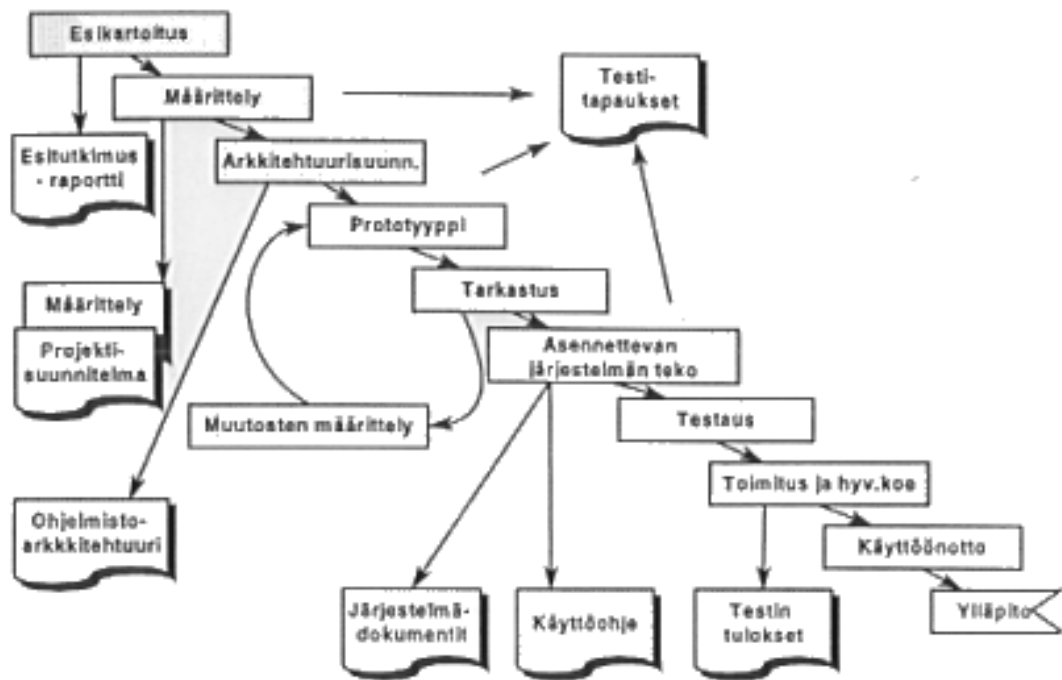 Esikartoitus
Määrittely
Testi-
tapaukset
Esitutkimus
- raportti
Arkkitehtuurisuunn.
Prototyyppi
Tarkastus
Määrittely
Projekti-
suunnitelma
Asennettevan
järjestelmän teko
Muutosten määrittely
Testaus
Toimitus ja hyv.koe
Ohjelmisto-
arkkkitehtuuri
Käyttöönotto
Järjestelmä-
dokumentit
Käyttöohje
Testin
tulokset
Ylläpito